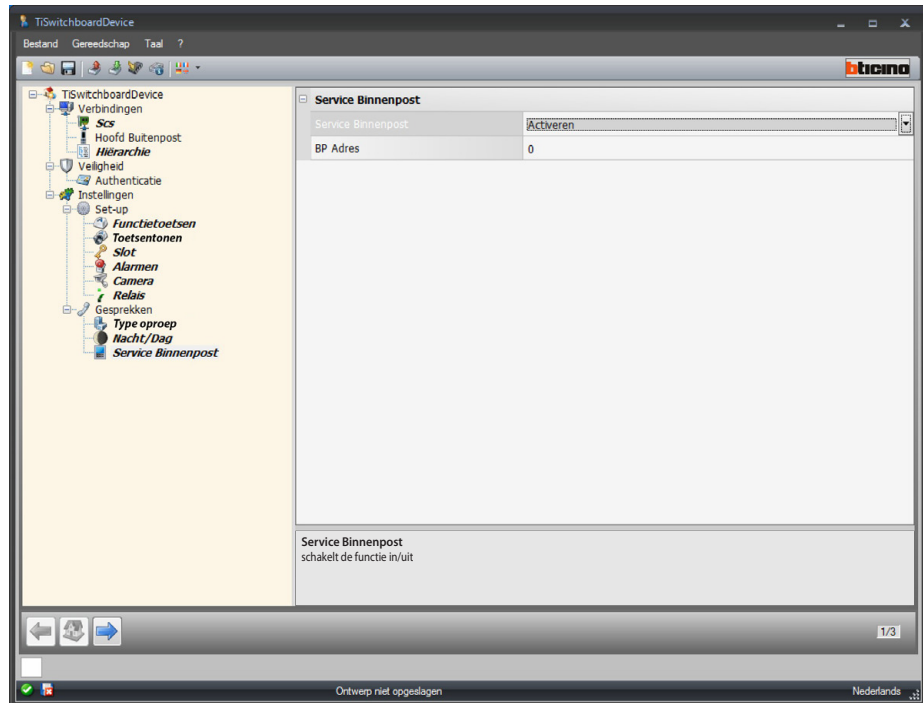 TiSwitchboardDevice
Bestand Gereedschap Taal ?
bticino
TiSwitchboardDevice
Verbindingen
Scs
Hoofd Buitenpost
Hiërarchie
Veiligheid
Authenticatie
Instellingen
Set-up
Functietoetsen
Toetsentonen
Slot
Alarmen
Camera
Relais
Gesprekken
Type oproep
Nacht/Dag
Service Binnenpost
Service Binnenpost
Service Binnenpost Activeren
BP Adres 0
Service Binnenpost
schakelt de functie in/uit
1/3
Ontwerp niet opgeslagen Nederlands